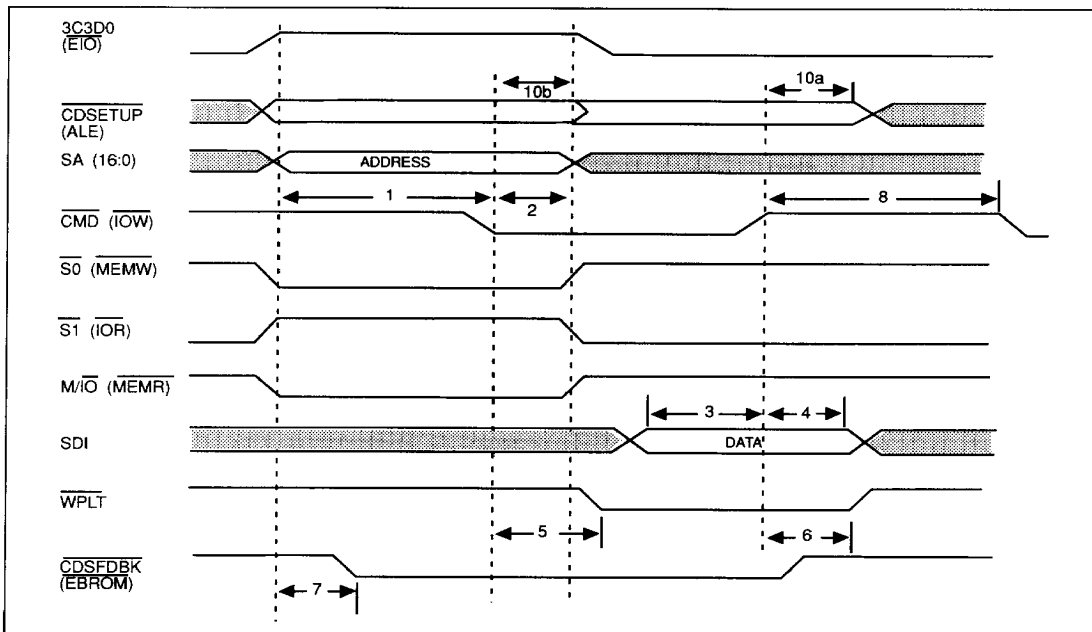 3C3D0
(EIO)
10b
10a
CDSETUP
(ALE)
SA (16:0)
ADDRESS
1
2
8
CMD (IOW)
S0 (MEMW)
S1 (IOR)
M/IO (MEMR)
3
4
SDI
DATA
WPLT
5
6
CDSFDBK
(EBROM)
7